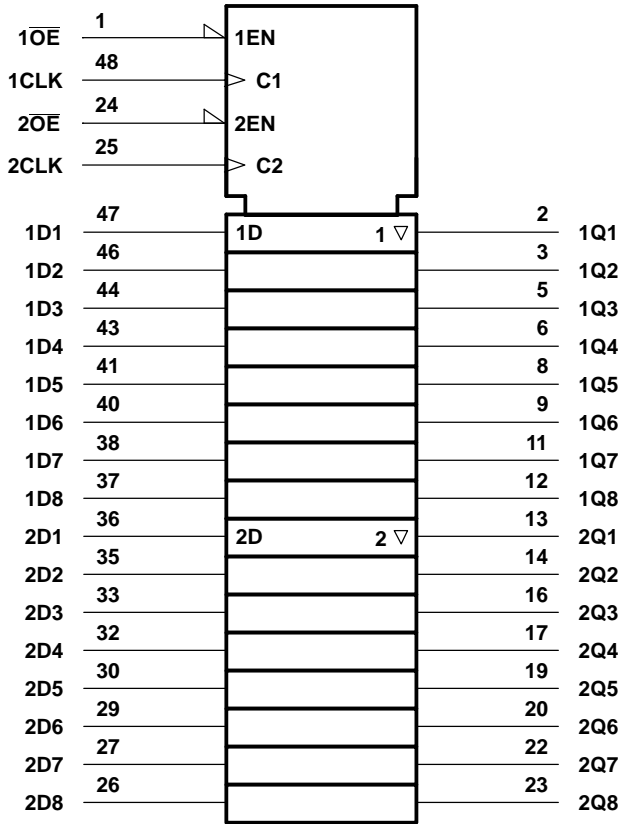 1O̅E̅ 1 1EN
1CLK 48 C1
2O̅E̅ 24 2EN
2CLK 25 C2
1D1 47 1D 1 ▽ 2 1Q1
1D2 46 3 1Q2
1D3 44 5 1Q3
1D4 43 6 1Q4
1D5 41 8 1Q5
1D6 40 9 1Q6
1D7 38 11 1Q7
1D8 37 12 1Q8
2D1 36 2D 2 ▽ 13 2Q1
2D2 35 14 2Q2
2D3 33 16 2Q3
2D4 32 17 2Q4
2D5 30 19 2Q5
2D6 29 20 2Q6
2D7 27 22 2Q7
2D8 26 23 2Q8